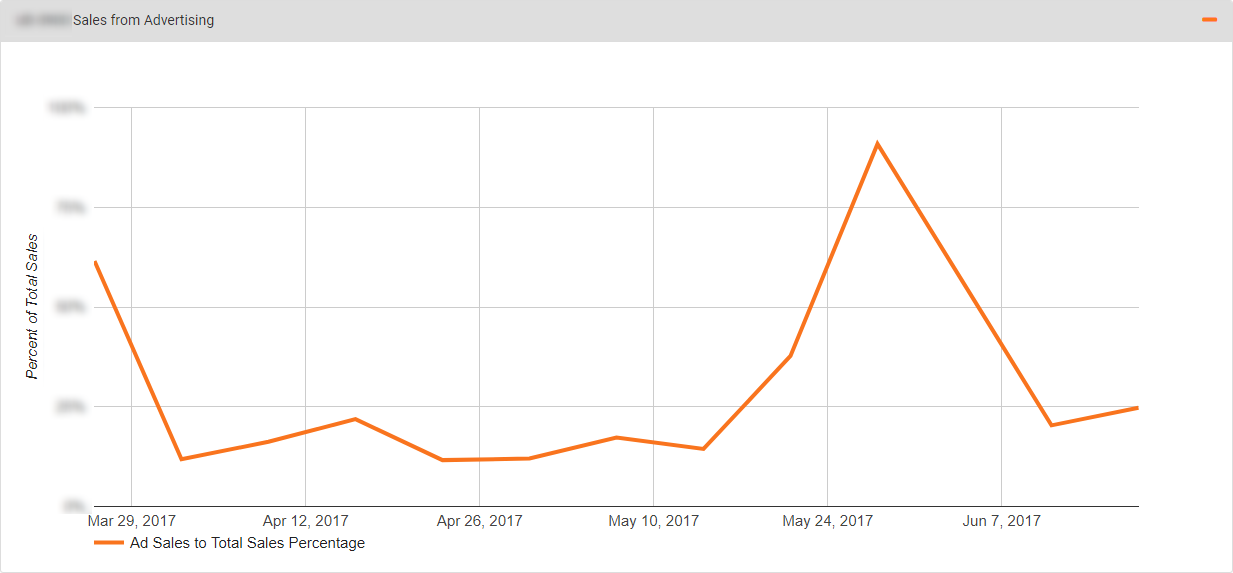 Sales from Advertising
Percent of Total Sales
Mar 29, 2017 Apr 12, 2017 Apr 26, 2017 May 10, 2017 May 24, 2017 Jun 7, 2017
Ad Sales to Total Sales Percentage